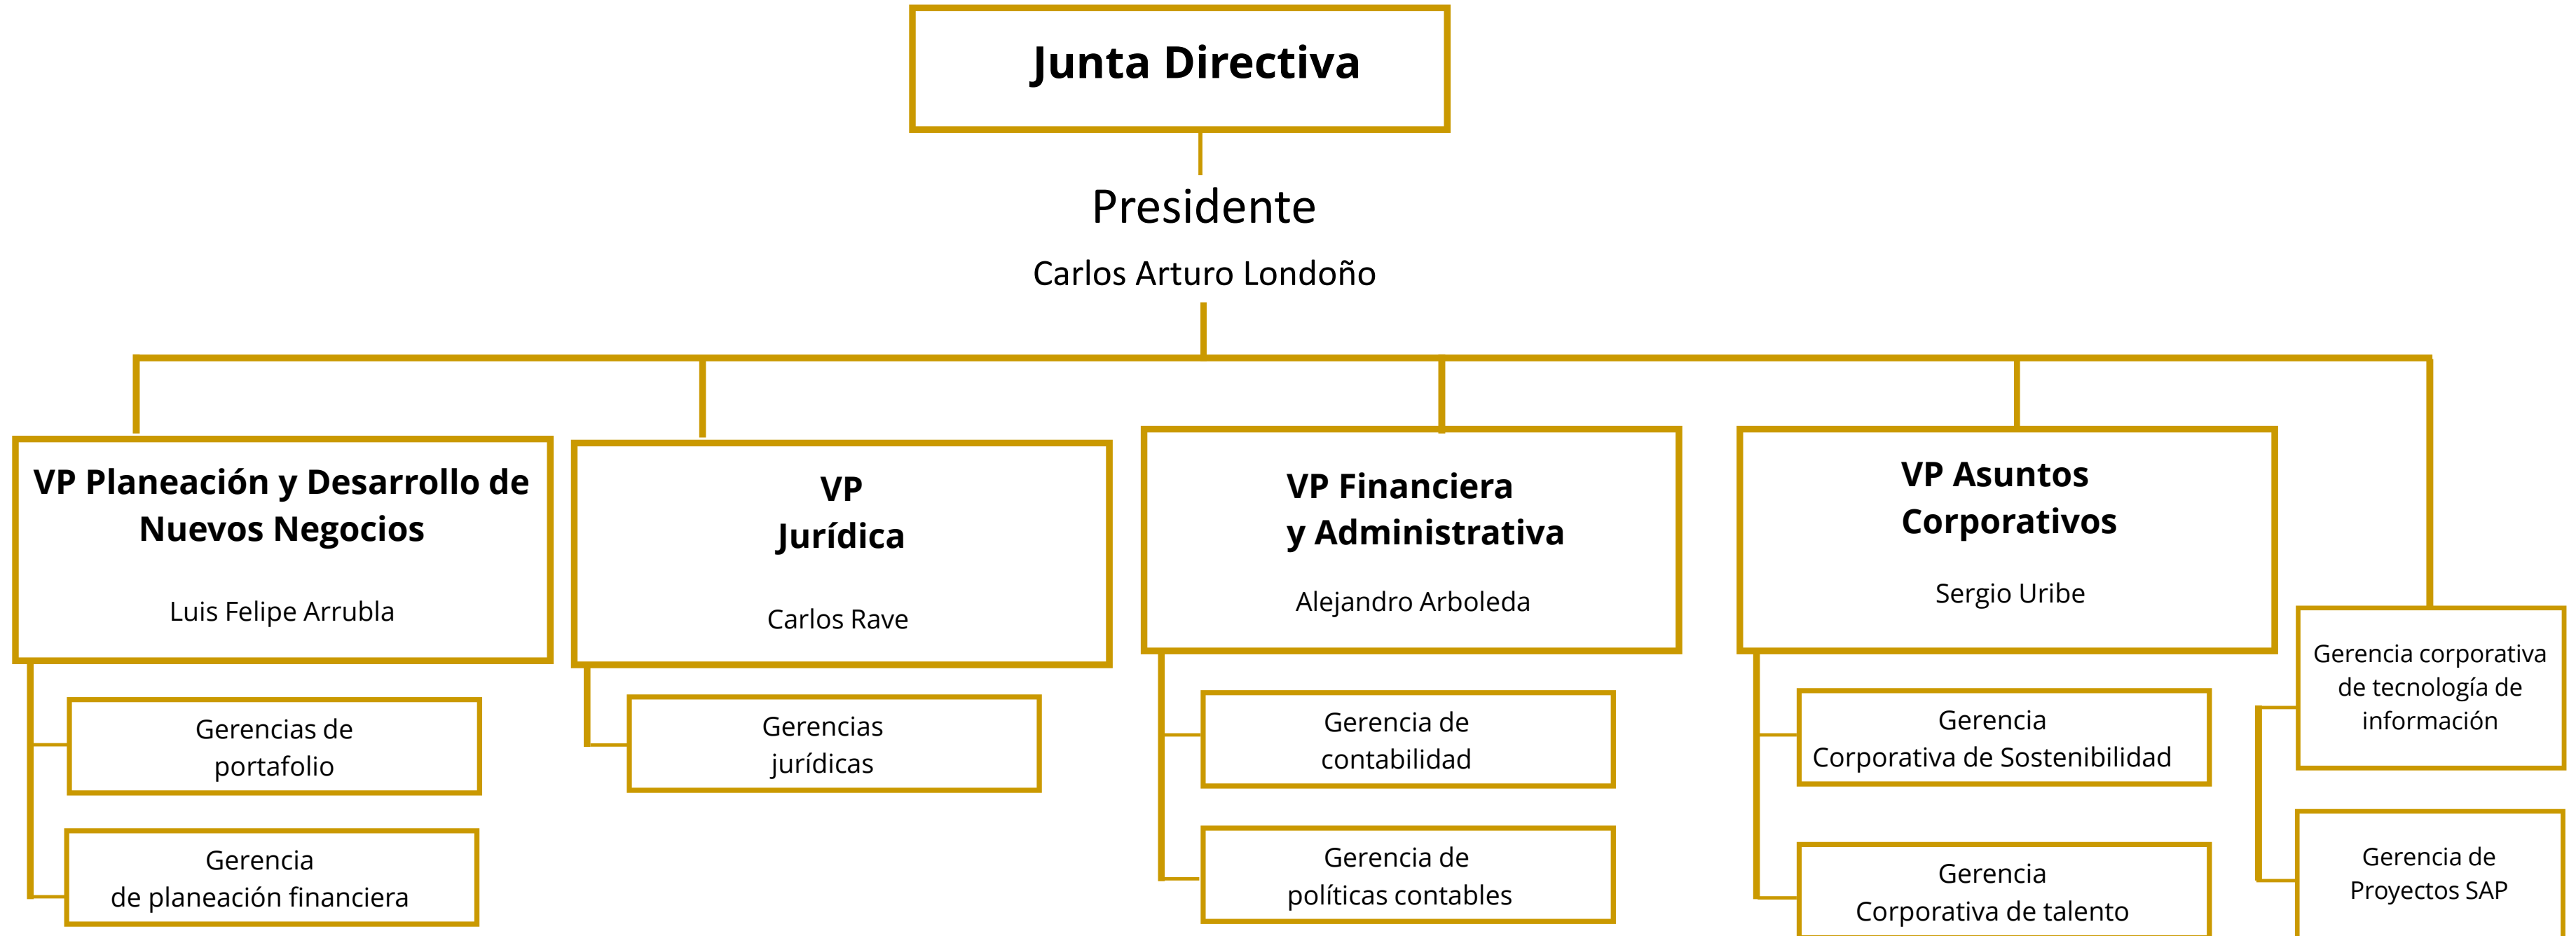 Junta Directiva
Presidente
Carlos Arturo Londoño
VP Planeación y Desarrollo de
Nuevos Negocios
Luis Felipe Arrubla
Gerencias de
portafolio
Gerencia
de planeación financiera
VP
Jurídica
Carlos Rave
Gerencias
jurídicas
VP Financiera
y Administrativa
Alejandro Arboleda
Gerencia de
contabilidad
Gerencia de
políticas contables
VP Asuntos
Corporativos
Sergio Uribe
Gerencia
Corporativa de Sostenibilidad
Gerencia
Corporativa de talento
Gerencia corporativa
de tecnología de
información
Gerencia de
Proyectos SAP